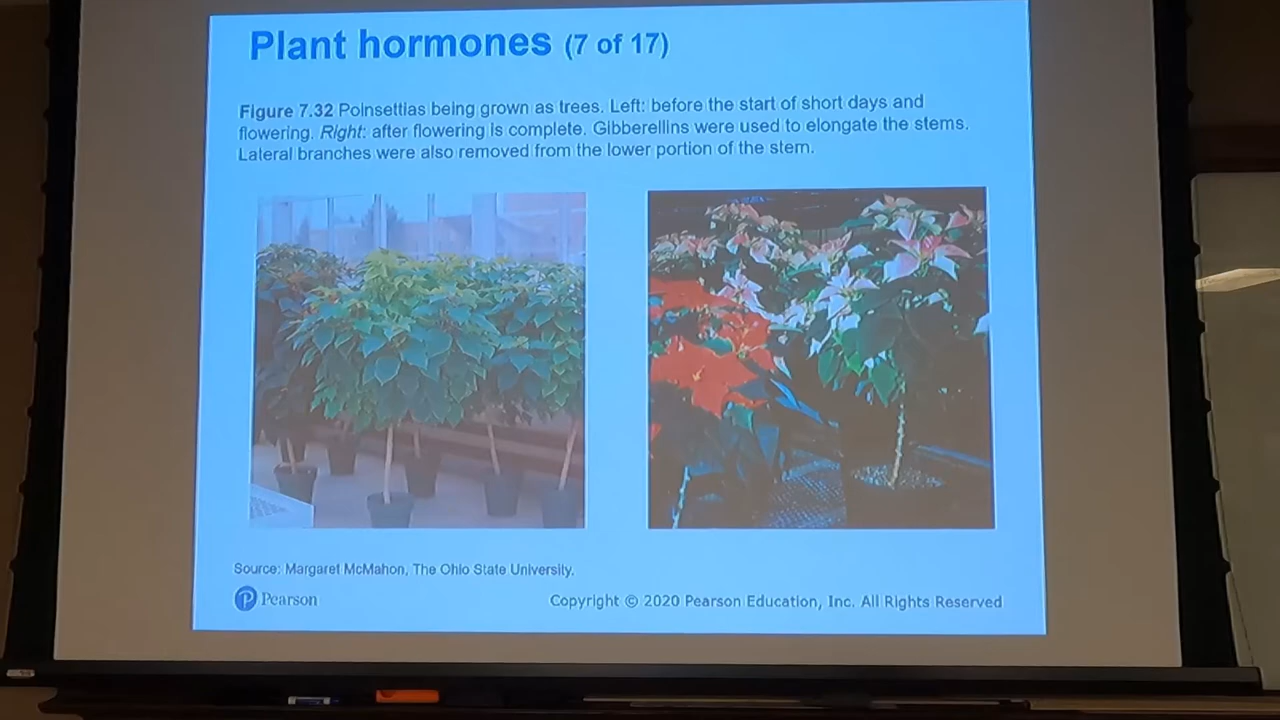 Plant hormones (7 of 17)
Figure 7.32 Poinsettias being grown as trees. Left: before the start of short days and
flowering. Right: after flowering is complete. Gibberellins were used to elongate the stems.
Lateral branches were also removed from the lower portion of the stem.
Source: Margaret McMahon, The Ohio State University.
Pearson
Copyright © 2020 Pearson Education, Inc. All Rights Reserved